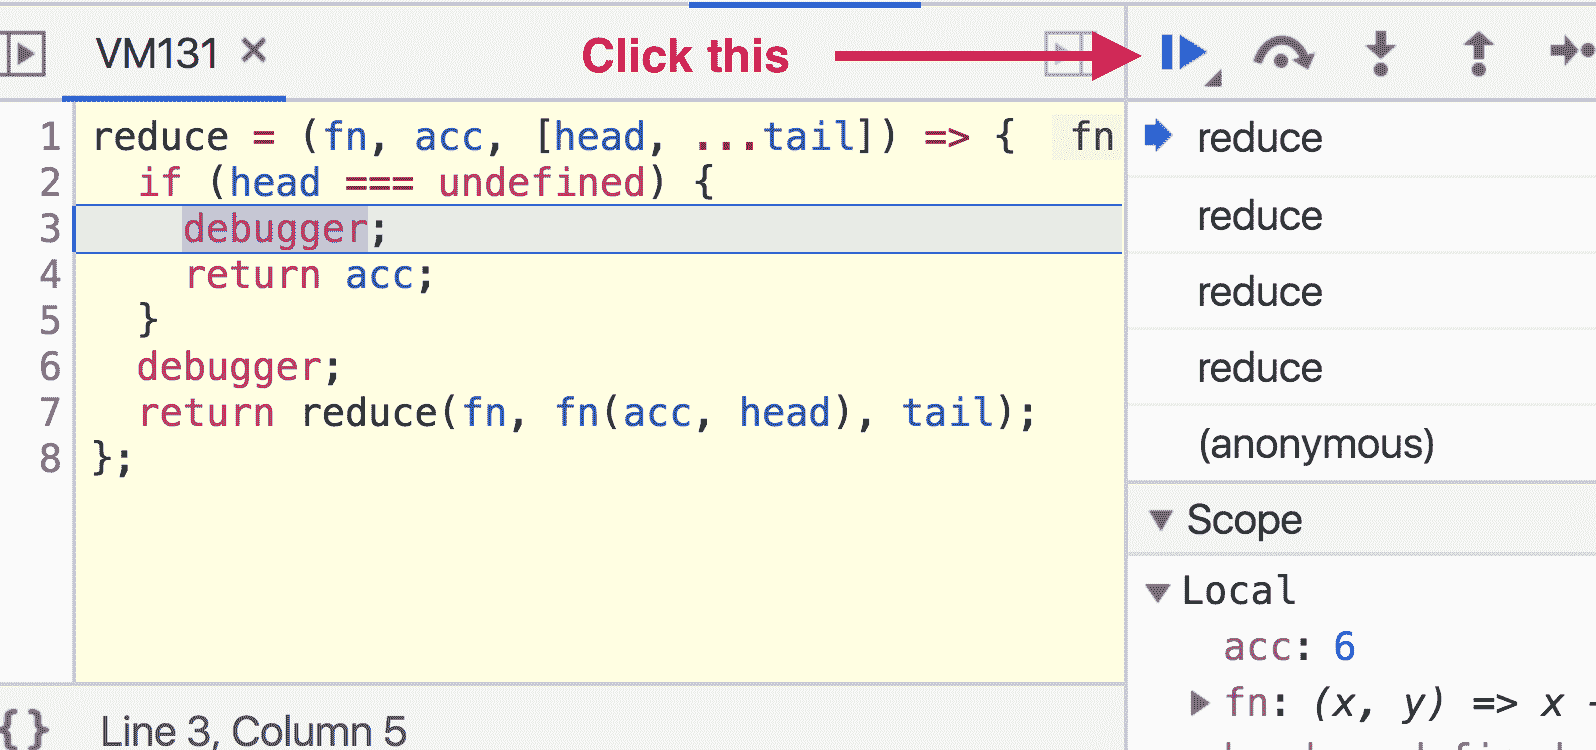 VM131 ×
Click this
1 reduce = (fn, acc, [head, ...tail]) => { fn
2 if (head === undefined) {
3 debugger;
4 return acc;
5 }
6 debugger;
7 return reduce(fn, fn(acc, head), tail);
8 };
{} Line 3, Column 5
reduce
reduce
reduce
reduce
(anonymous)
Scope
Local
acc: 6
fn: (x, y) => x